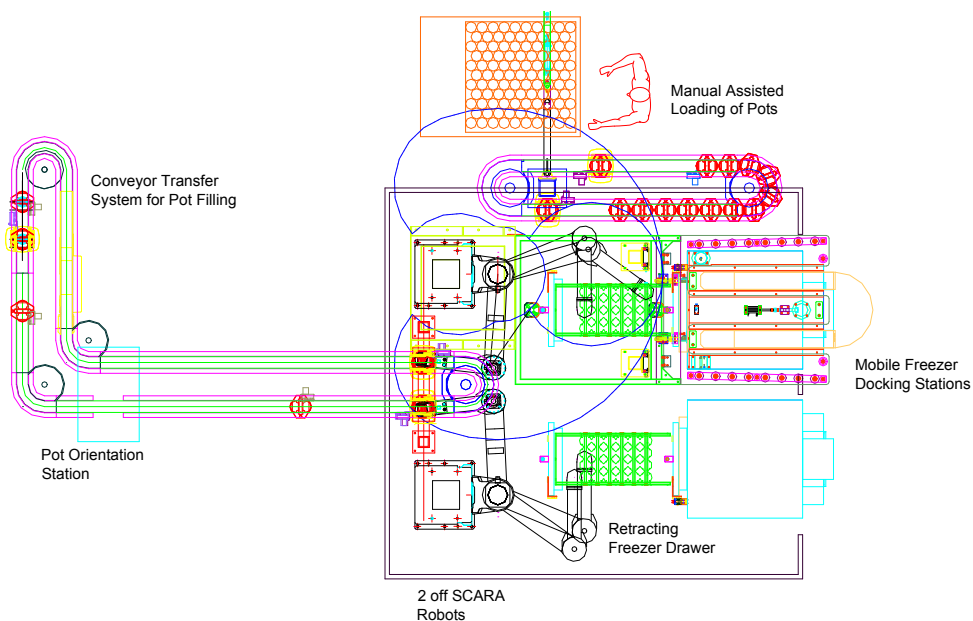 Manual Assisted
Loading of Pots
Conveyor Transfer
System for Pot Filling
Mobile Freezer
Docking Stations
Pot Orientation
Station
Retracting
Freezer Drawer
2 off SCARA
Robots